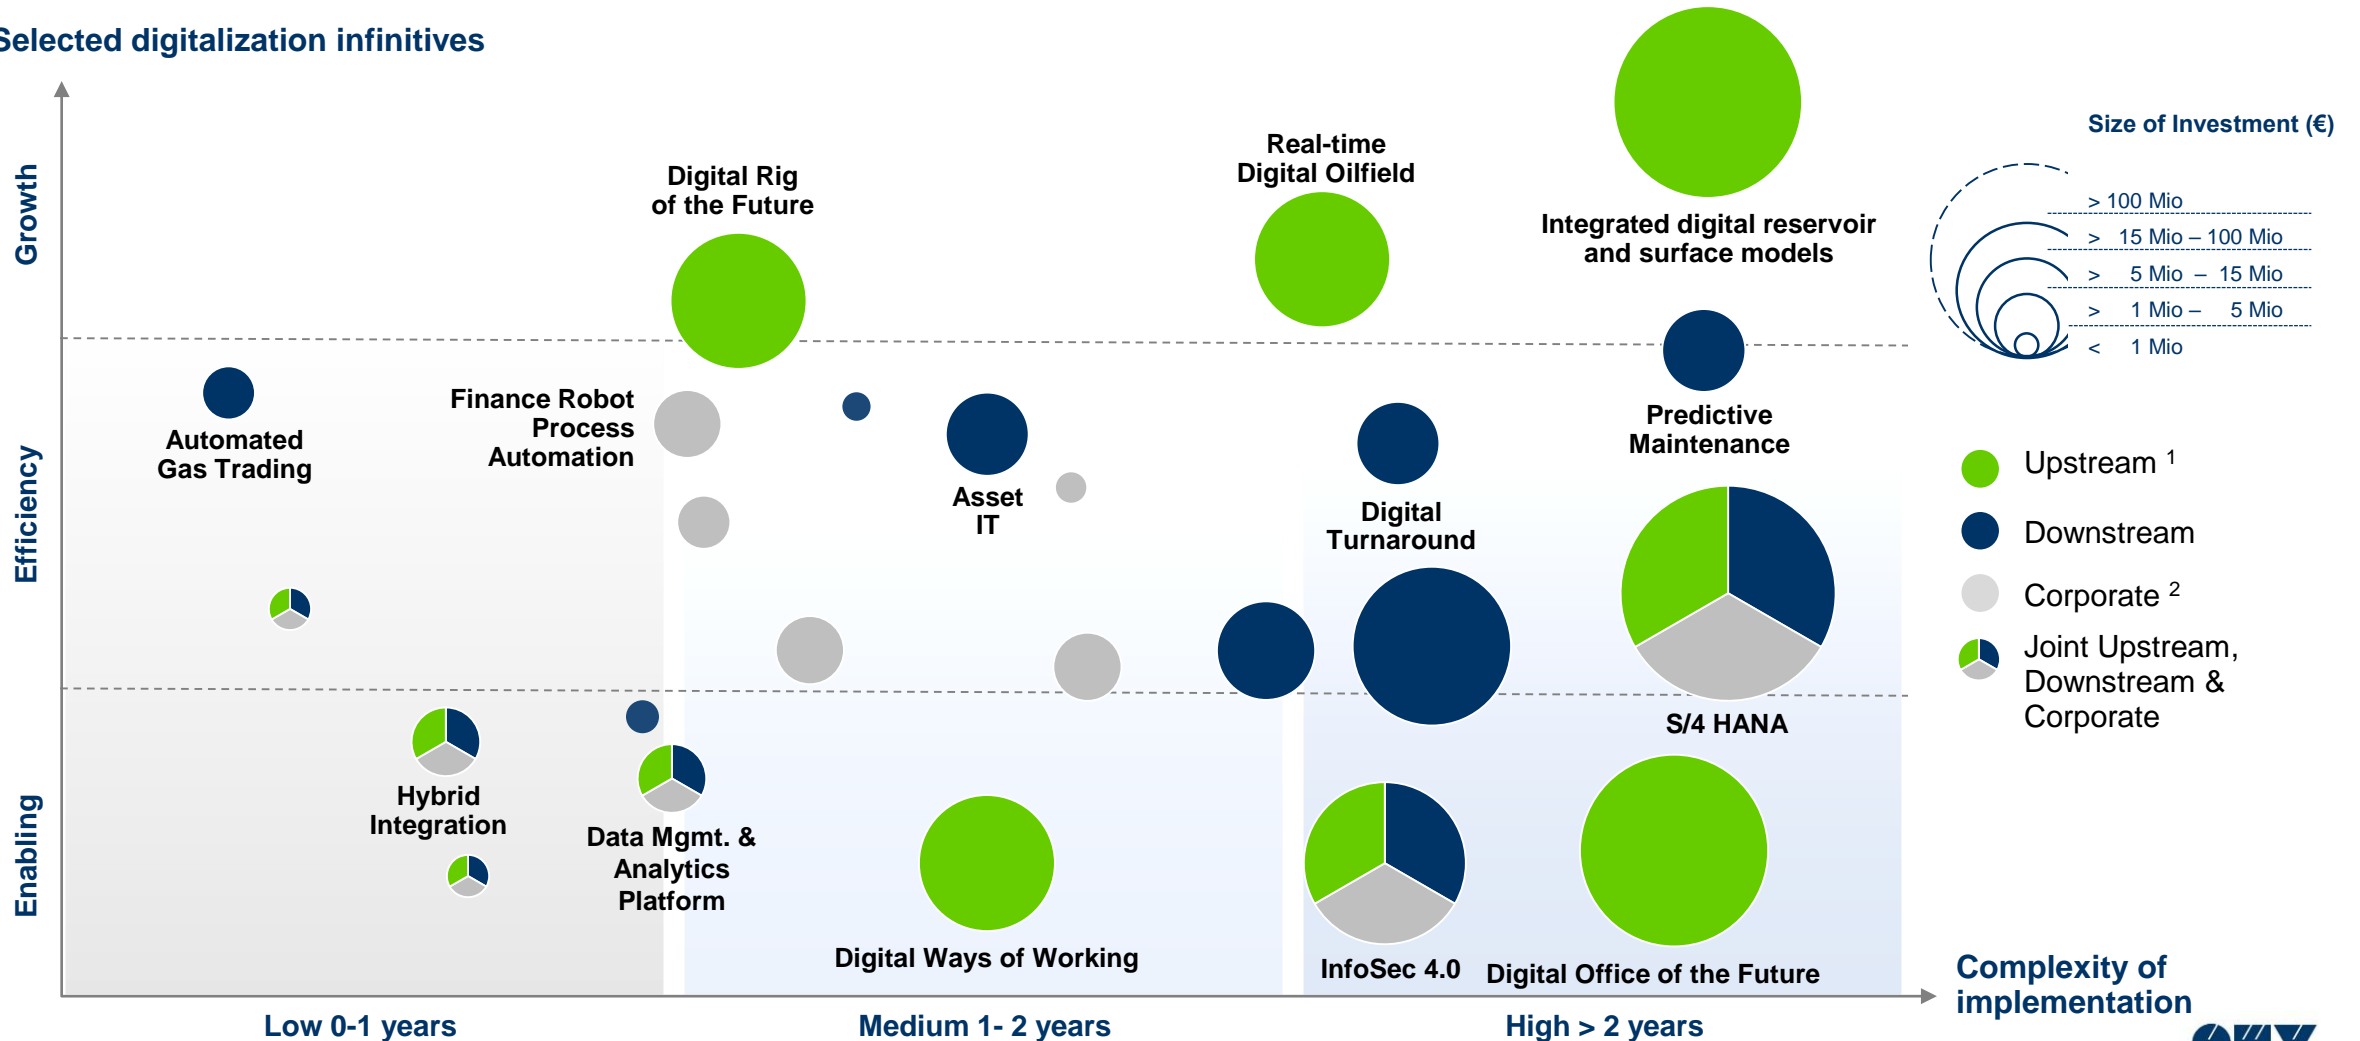 Selected digitalization infinitives
Growth
Efficiency
Enabling
Digital Rig
of the Future
Real-time
Digital Oilfield
Integrated digital reservoir
and surface models
Automated
Gas Trading
Finance Robot
Process
Automation
Asset
IT
Digital
Turnaround
Predictive
Maintenance
S/4 HANA
Hybrid
Integration
Data Mgmt. &
Analytics
Platform
Digital Ways of Working
InfoSec 4.0
Digital Office of the Future
Low 0-1 years
Medium 1- 2 years
High > 2 years
Complexity of
implementation
Size of Investment (€)
> 100 Mio
> 15 Mio – 100 Mio
> 5 Mio – 15 Mio
> 1 Mio – 5 Mio
< 1 Mio
Upstream 1
Downstream
Corporate 2
Joint Upstream,
Downstream &
Corporate